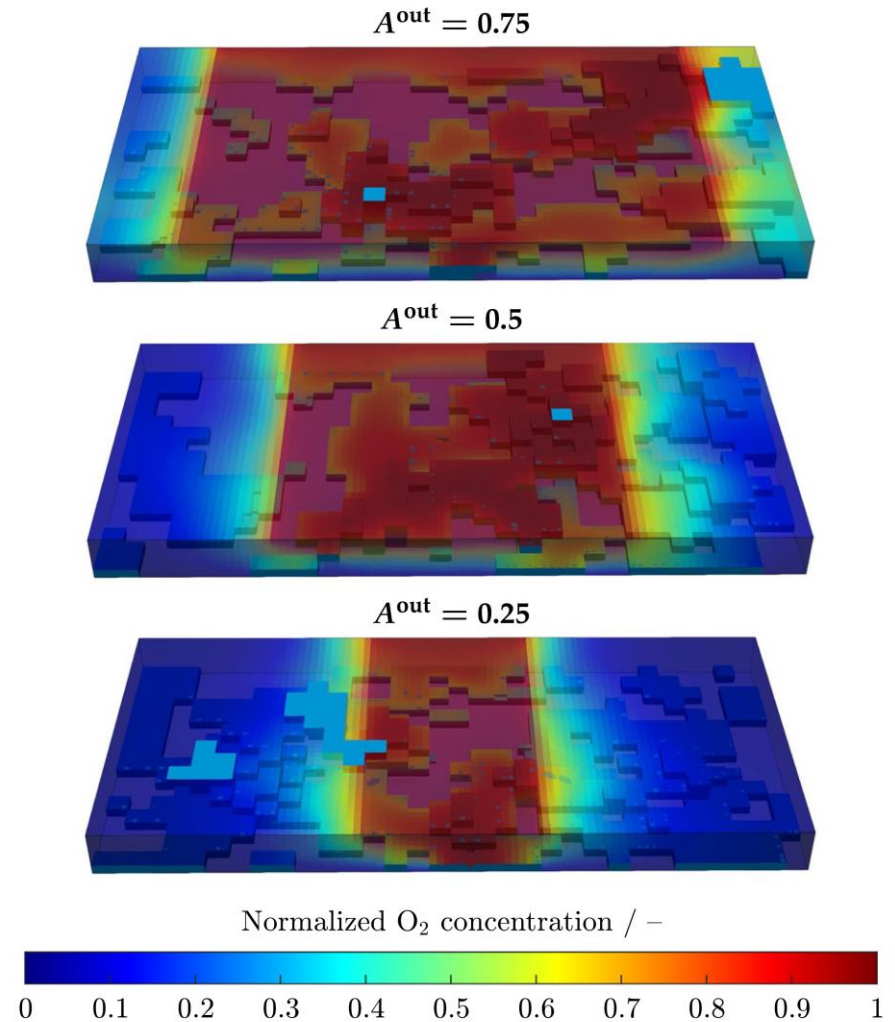 A^out = 0.75
A^out = 0.5
A^out = 0.25
Normalized O₂ concentration / –
0 0.1 0.2 0.3 0.4 0.5 0.6 0.7 0.8 0.9 1